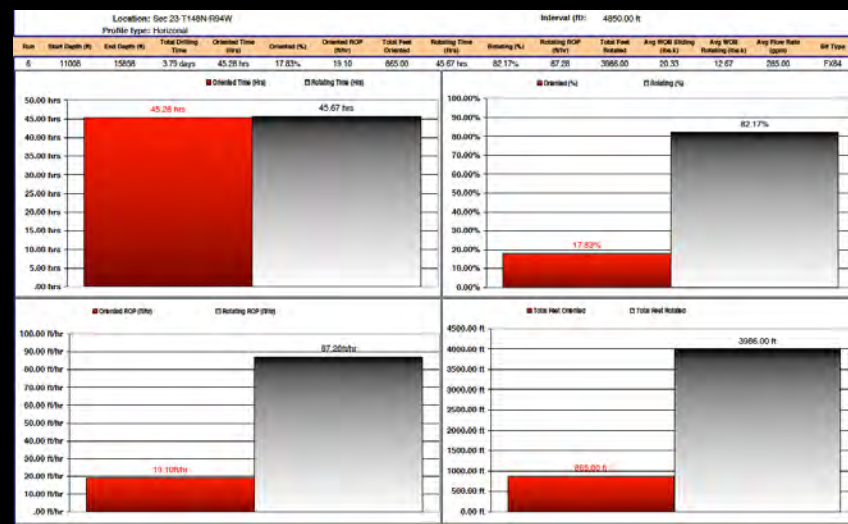 Location: Sec 23-T148N-R94W Interval (ft): 4850.00 ft
Profile type: Horizonal
Run Start Depth (ft) End Depth (ft) Total Drilling Time Oriented Time (Hrs) Oriented (%) Oriented ROP (ft/hr) Total Feet Oriented Rotating Time (Hrs) Rotating (%) Rotating ROP (ft/hr) Total Feet Rotated Avg WOB Sliding (lbs.k) Avg WOB Rotating (lbs.k) Avg Flow Rate (gpm) Bit Type
6 11008 15858 3.79 days 45.28 hrs 17.83% 19.10 865.00 45.67 hrs 82.17% 87.28 3986.00 20.33 12.67 285.00 FX64
Oriented Time (Hrs) Rotating Time (Hrs)
50.00 hrs
45.00 hrs
40.00 hrs
35.00 hrs
30.00 hrs
25.00 hrs
20.00 hrs
15.00 hrs
10.00 hrs
5.00 hrs
.00 hrs
45.28 hrs
45.67 hrs
Oriented (%) Rotating (%)
100.00%
90.00%
80.00%
70.00%
60.00%
50.00%
40.00%
30.00%
20.00%
10.00%
0.00%
17.83%
82.17%
Oriented ROP (ft/hr) Rotating ROP (ft/hr)
100.00 ft/hr
90.00 ft/hr
80.00 ft/hr
70.00 ft/hr
60.00 ft/hr
50.00 ft/hr
40.00 ft/hr
30.00 ft/hr
20.00 ft/hr
10.00 ft/hr
.00 ft/hr
19.10ft/hr
87.28ft/hr
Total Feet Oriented Total Feet Rotated
4500.00 ft
4000.00 ft
3500.00 ft
3000.00 ft
2500.00 ft
2000.00 ft
1500.00 ft
1000.00 ft
500.00 ft
0.00 ft
865.00 ft
3986.00 ft